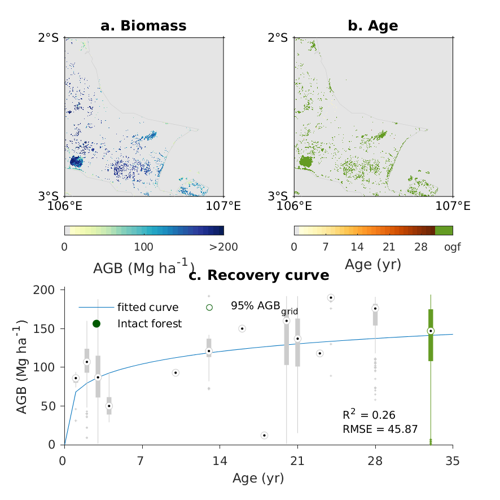 a. Biomass
b. Age
2°S
2°S
3°S
3°S
106°E
107°E
106°E
107°E
0
100
>200
0
7
14
21
28
ogf
AGB (Mg ha-1)
Age (yr)
c. Recovery curve
200
150
100
50
0
AGB (Mg ha-1)
fitted curve
95% AGBgrid
Intact forest
R2 = 0.26
RMSE = 45.87
0
7
14
21
28
35
Age (yr)